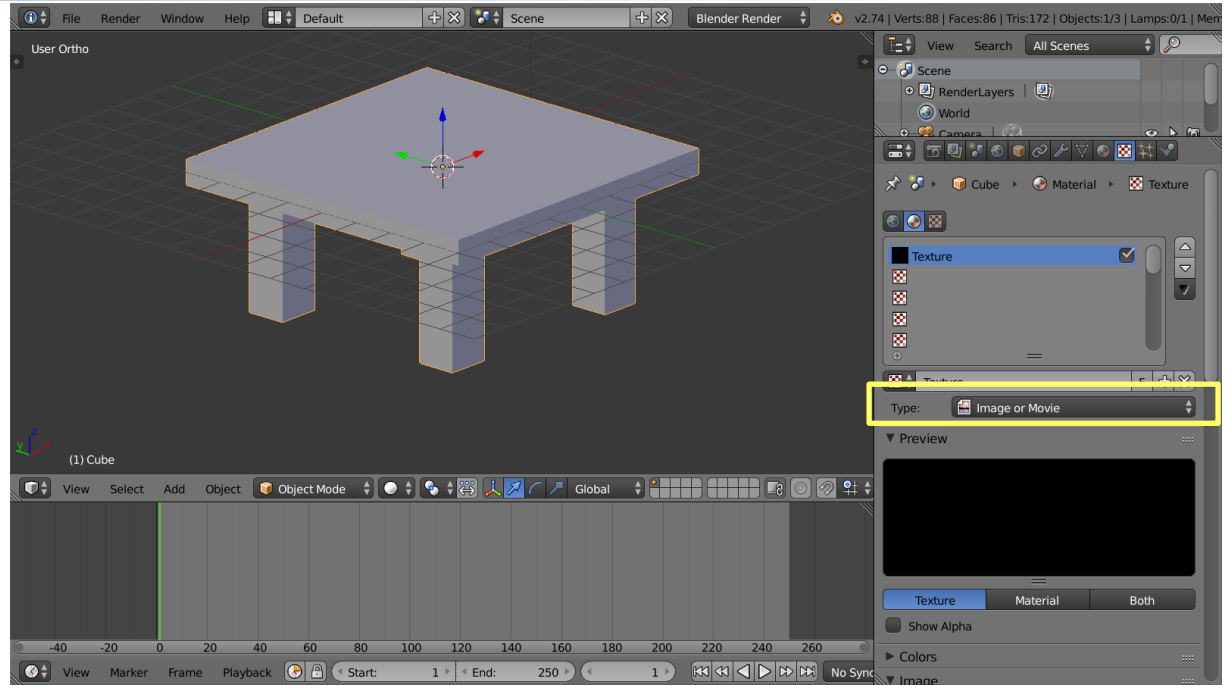 File Render Window Help Default Scene Blender Render v2.74 | Verts:88 | Faces:86 | Tris:172 | Objects:1/3 | Lamps:0/1 | Mem
User Ortho
View Search All Scenes
Scene
RenderLayers
World
Camera
Cube Material Texture
Texture
Texture F
Type: Image or Movie
Preview
z
y x
(1) Cube
View Select Add Object Object Mode Global
Texture Material Both
Show Alpha
-40 -20 0 20 40 60 80 100 120 140 160 180 200 220 240 260
Colors
View Marker Frame Playback Start: 1 End: 250 1 No Sync
Image